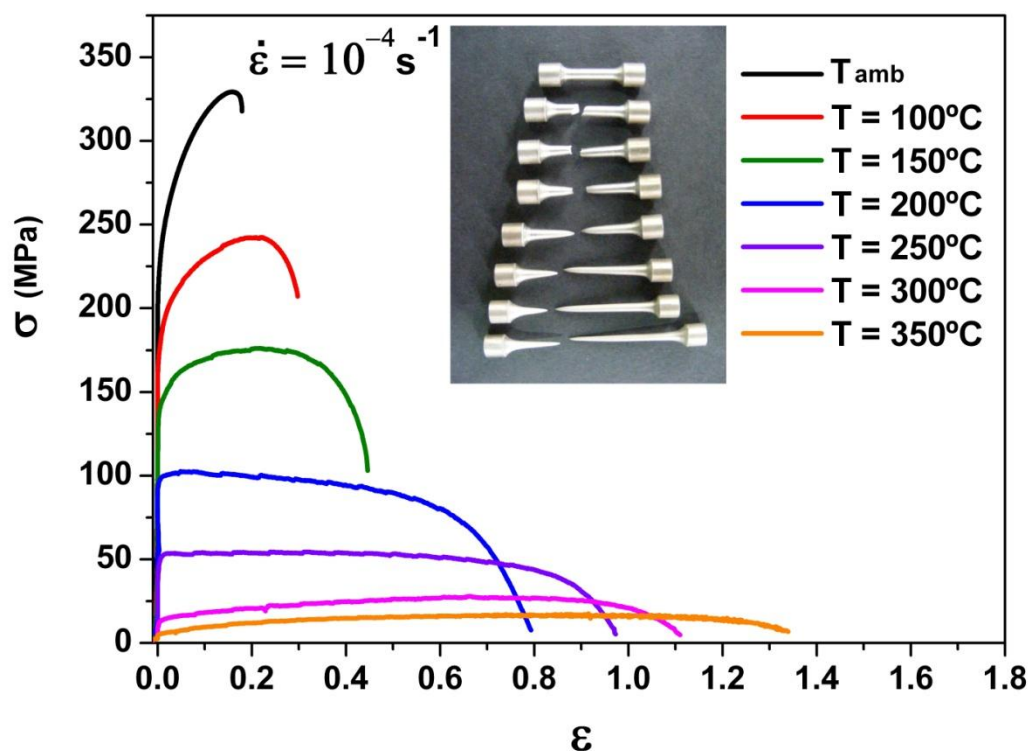 ε̇ = 10⁻⁴ s⁻¹
T amb
T = 100ºC
T = 150ºC
T = 200ºC
T = 250ºC
T = 300ºC
T = 350ºC
σ (MPa)
350
300
250
200
150
100
50
0
0.0 0.2 0.4 0.6 0.8 1.0 1.2 1.4 1.6 1.8
ε